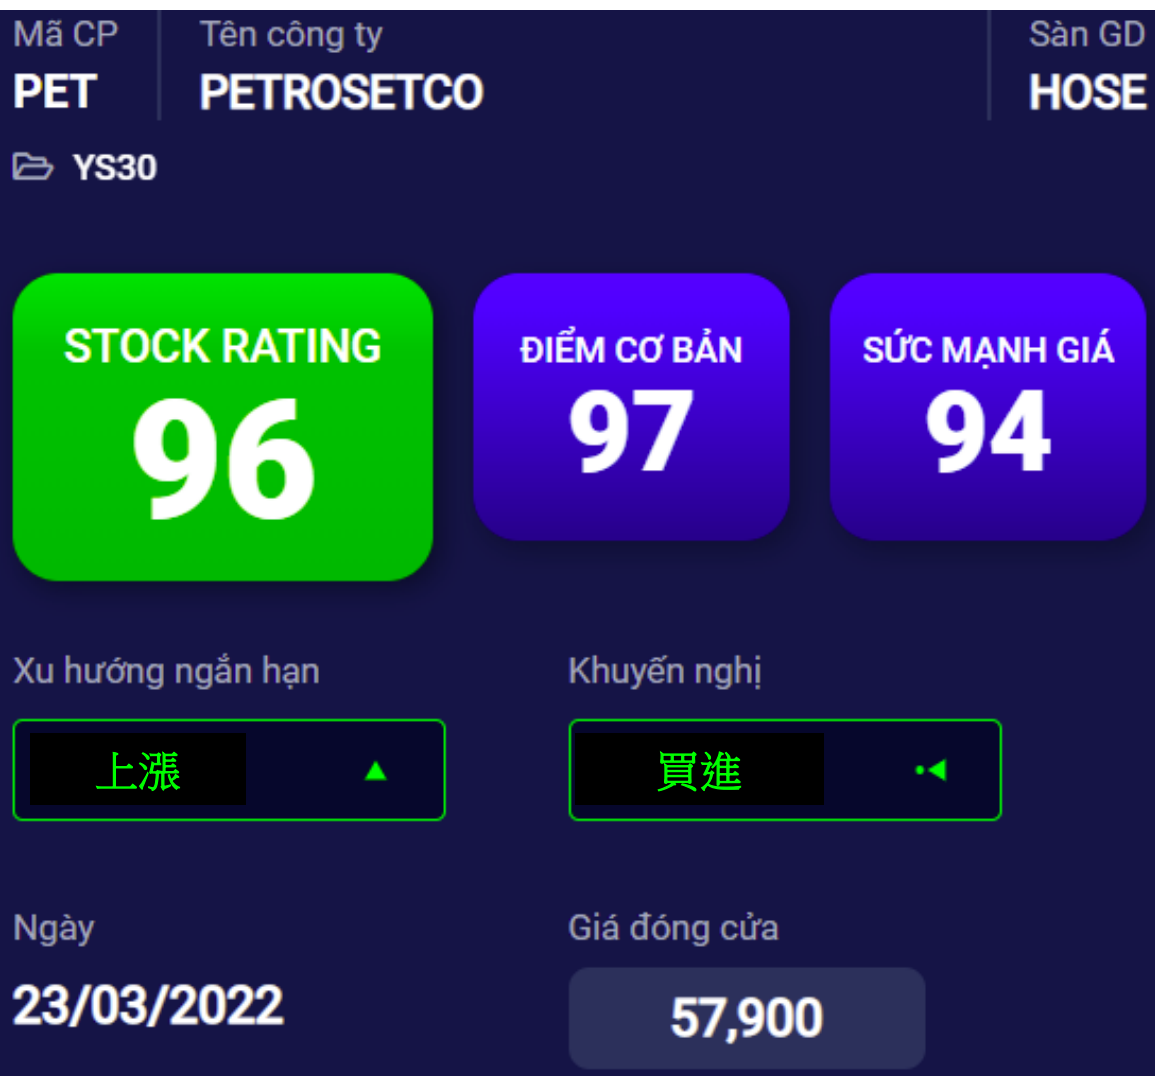 Mã CP Tên công ty Sàn GD
PET PETROSETCO HOSE
YS30
STOCK RATING ĐIỂM CƠ BẢN SỨC MẠNH GIÁ
96 97 94
Xu hướng ngắn hạn Khuyến nghị
上漲 買進
Ngày Giá đóng cửa
23/03/2022 57,900